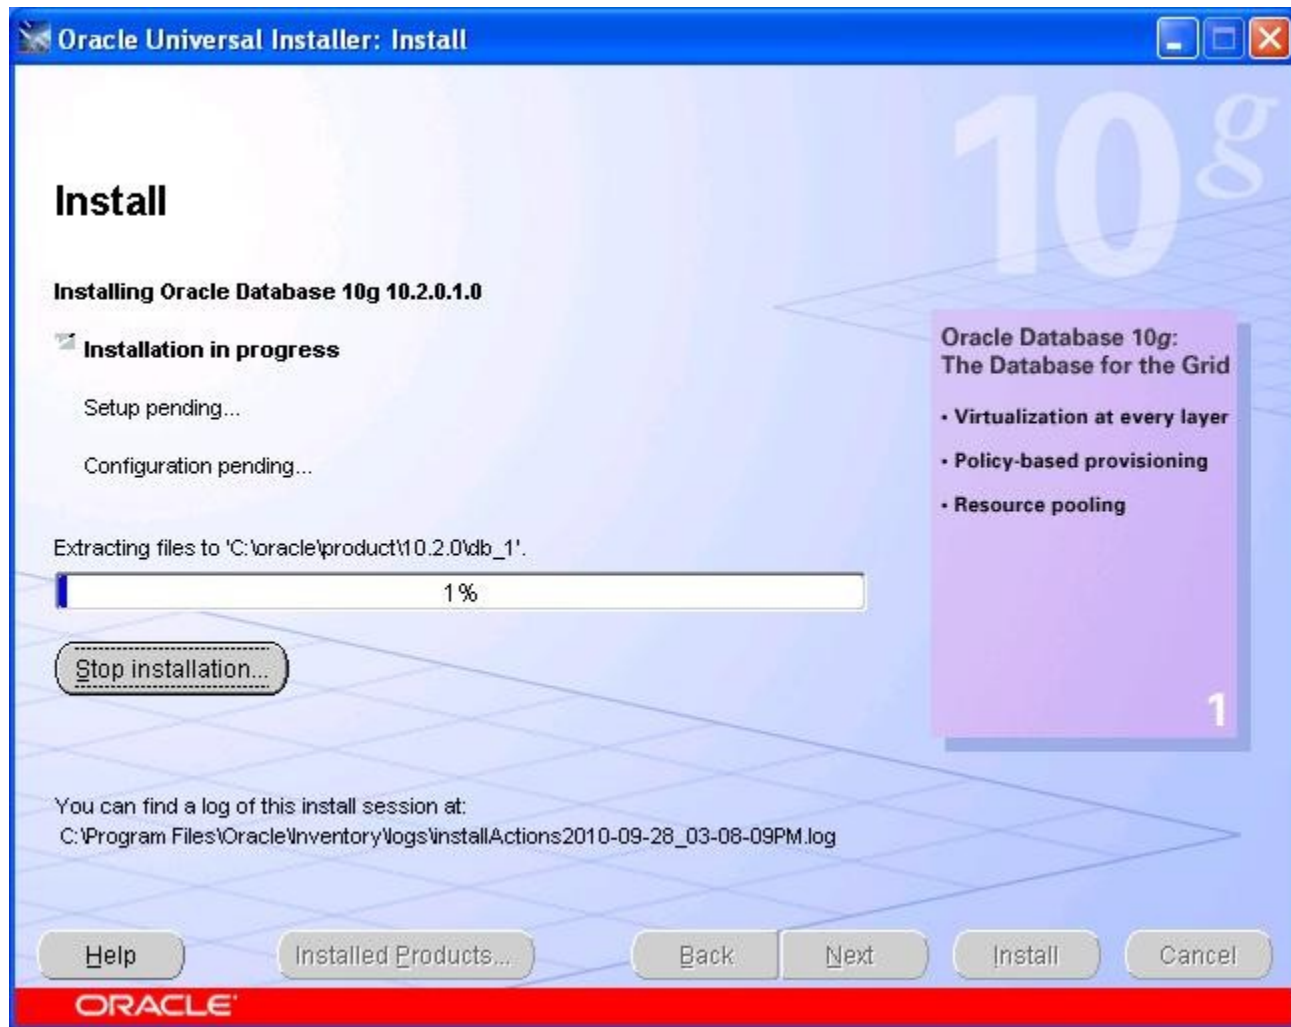 Oracle Universal Installer: Install
10g
Install
Installing Oracle Database 10g 10.2.0.1.0
Installation in progress
Setup pending...
Configuration pending...
Extracting files to 'C:\oracle\product\10.2.0\db_1'.
1%
Stop installation...
Oracle Database 10g:
The Database for the Grid
• Virtualization at every layer
• Policy-based provisioning
• Resource pooling
1
You can find a log of this install session at:
C:\Program Files\Oracle\Inventory\logs\installActions2010-09-28_03-08-09PM.log
Help
Installed Products...
Back
Next
Install
Cancel
ORACLE